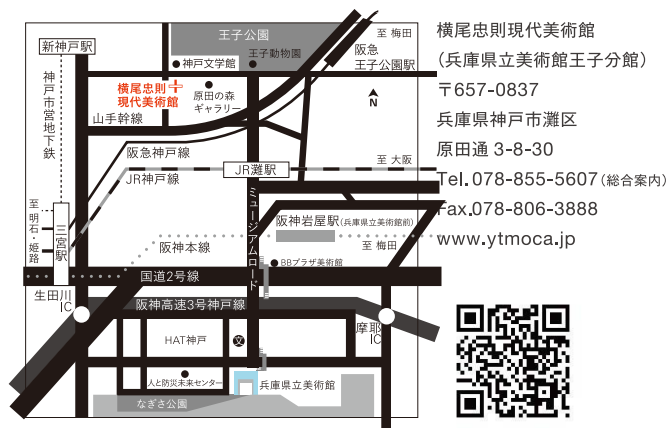 新神戸駅
王子公園
至 梅田
阪急
王子公園駅
神戸文学館
王子動物園
横尾忠則
現代美術館
原田の森
ギャラリー
N
神戸市営地下鉄
山手幹線
阪急神戸線
JR灘駅
至 大阪
JR神戸線
至 明石・姫路
三宮駅
ミュージアムロード
阪神岩屋駅(兵庫県立美術館前)
阪神本線
至 梅田
BBプラザ美術館
国道2号線
生田川
IC
阪神高速3号神戸線
摩耶
IC
HAT神戸
文
人と防災未来センター
兵庫県立美術館
なぎさ公園
横尾忠則現代美術館
(兵庫県立美術館王子分館)
〒657-0837
兵庫県神戸市灘区
原田通 3-8-30
Tel.078-855-5607(総合案内)
Fax.078-806-3888
www.ytmoca.jp